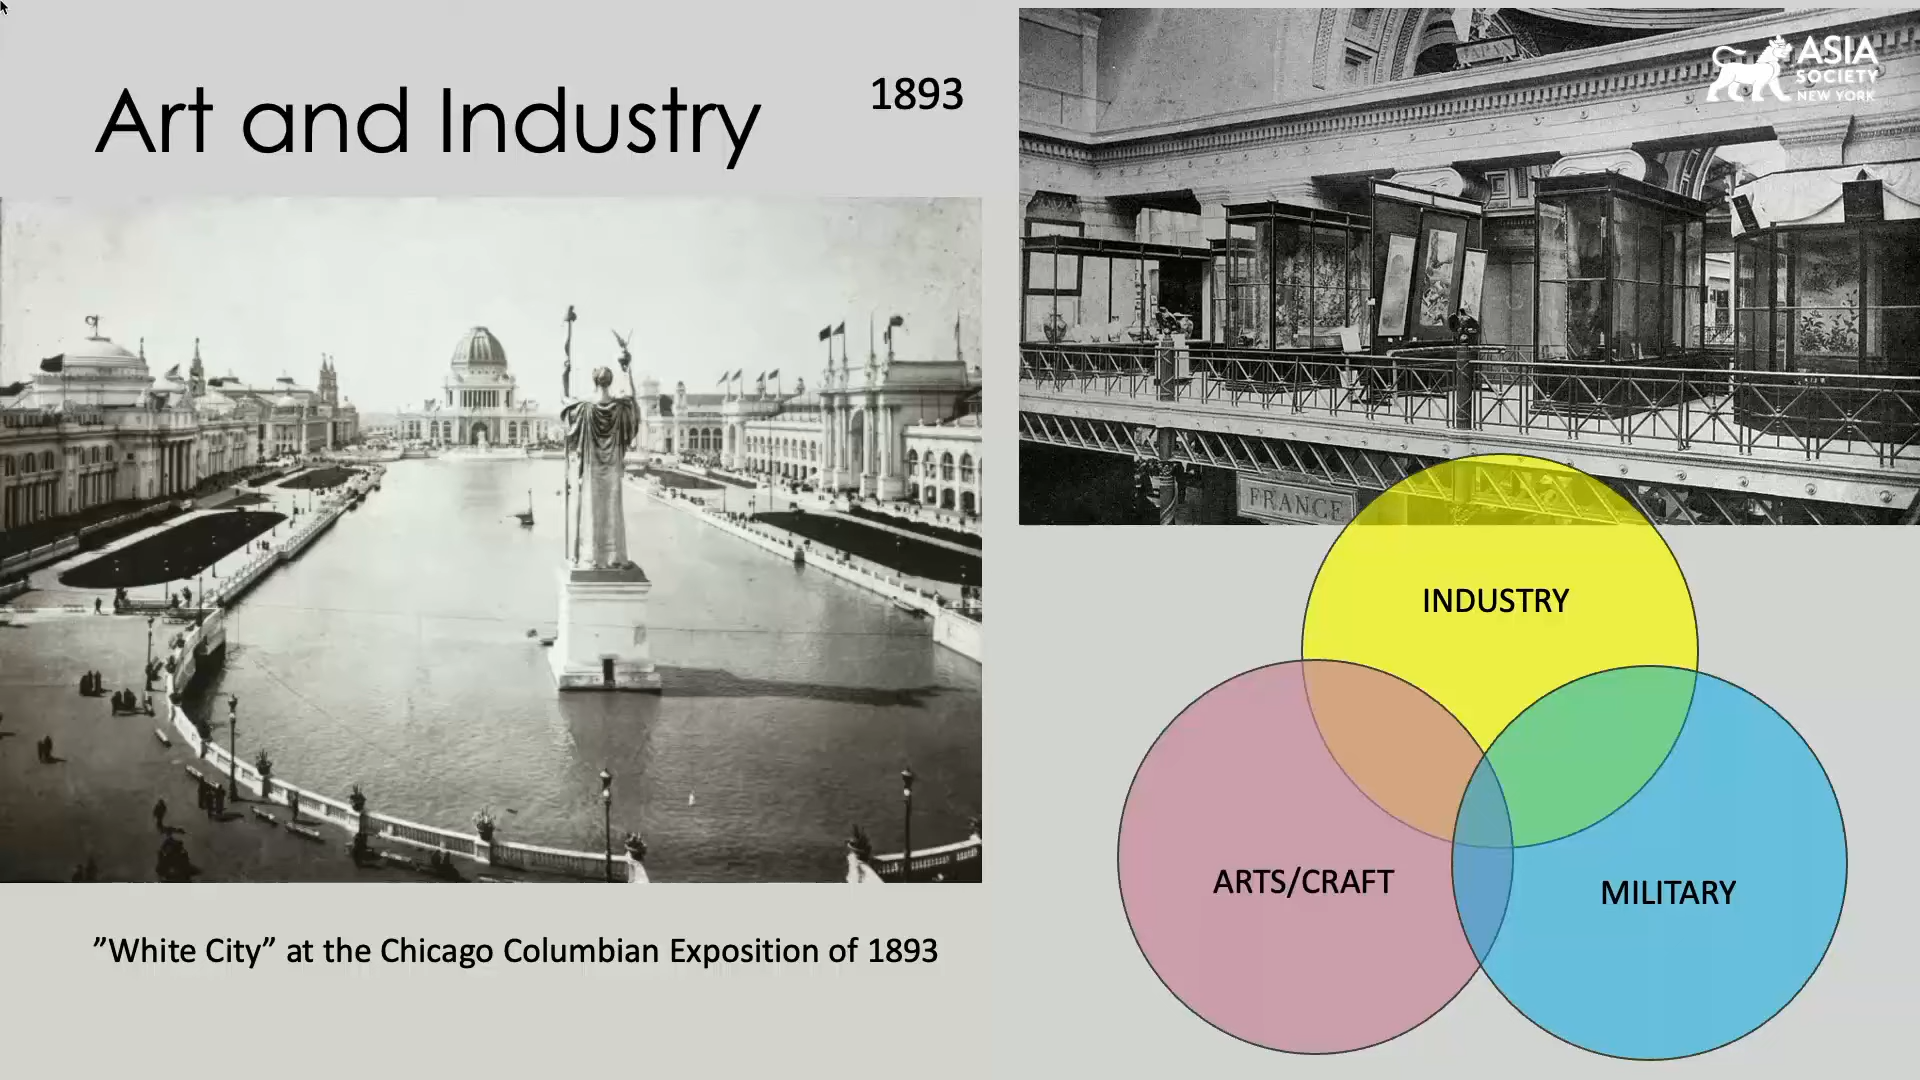 Art and Industry
1893
JAPAN
ASIA
SOCIETY
NEW YORK
FRANCE
INDUSTRY
ARTS/CRAFT
MILITARY
”White City” at the Chicago Columbian Exposition of 1893